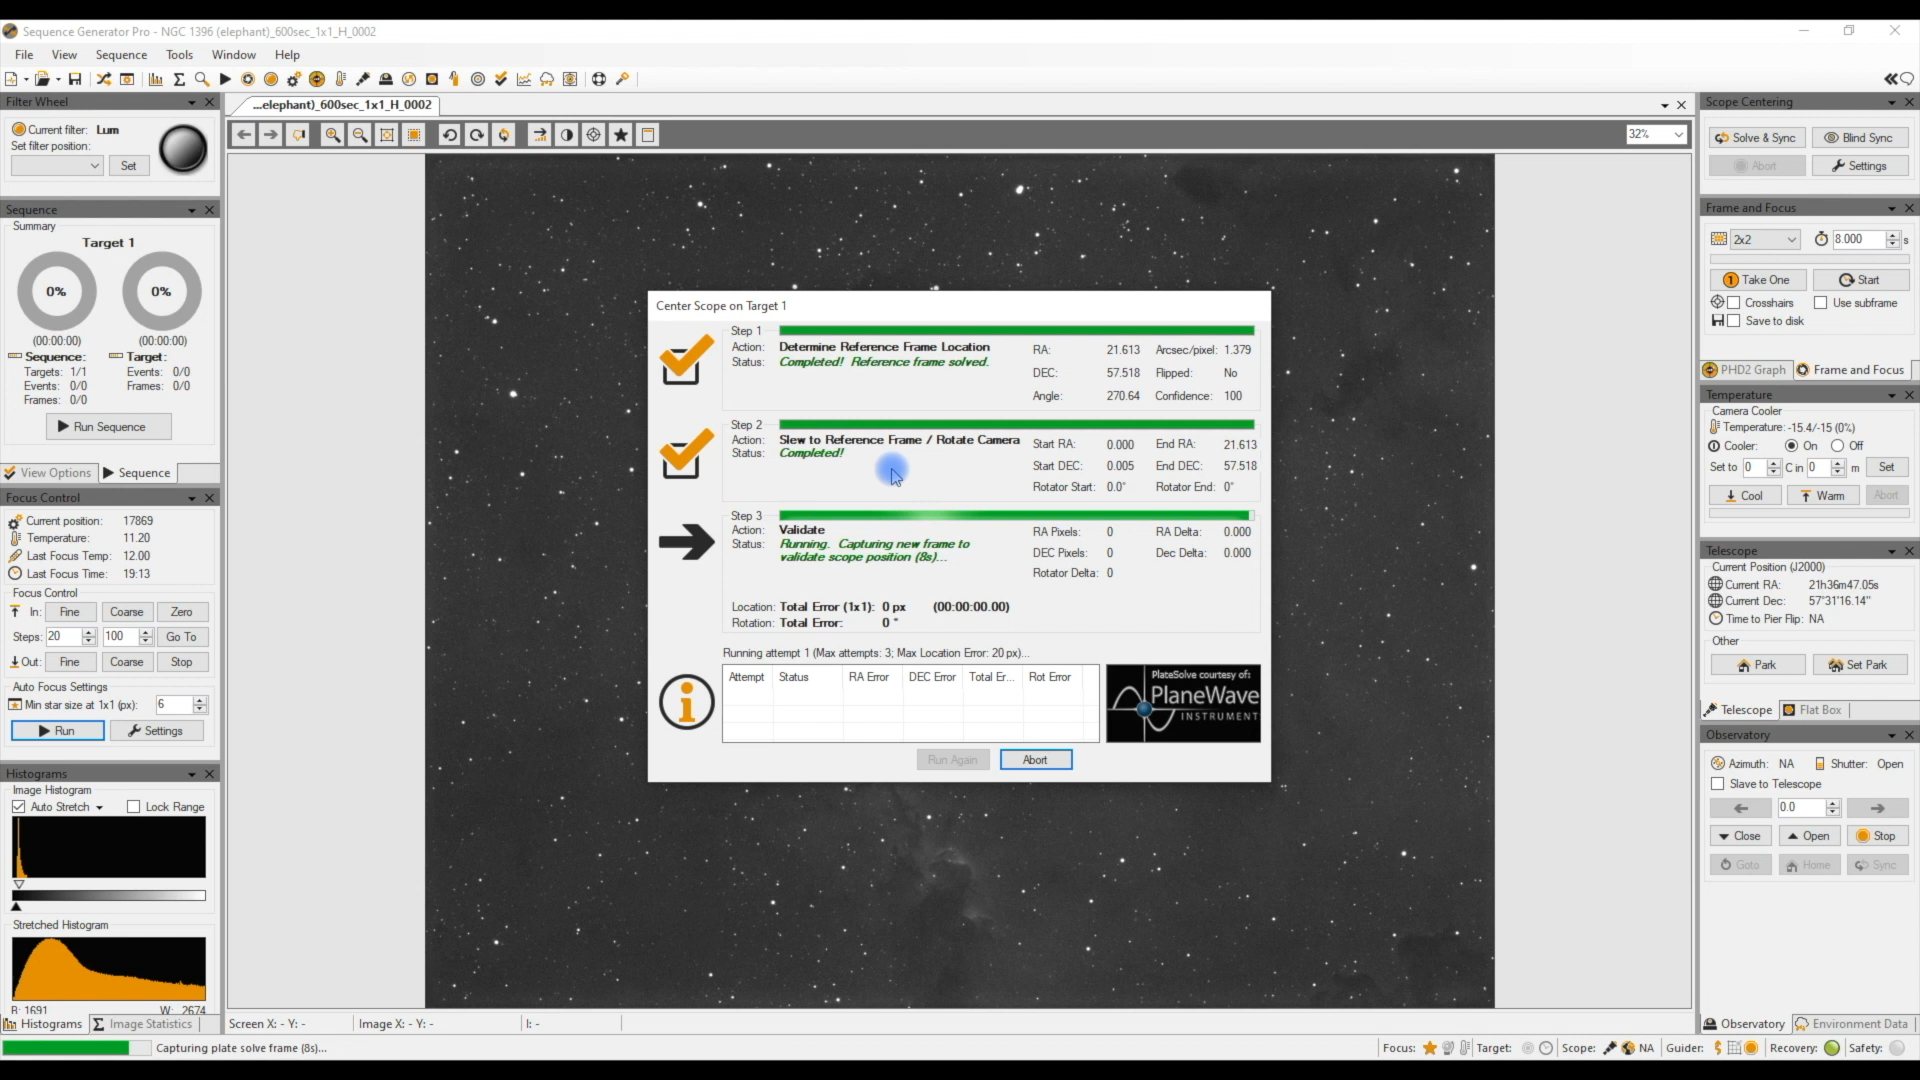 Sequence Generator Pro - NGC 1396 (elephant)_600sec_1x1_H_0002
File View Sequence Tools Window Help
Filter Wheel
Current filter: Lum
Set filter position:
Set
Sequence
Summary
Target 1
0% 0%
(00:00:00) (00:00:00)
Sequence: Target:
Targets: 1/1 Events: 0/0
Events: 0/0 Frames: 0/0
Frames: 0/0
Run Sequence
View Options Sequence
Focus Control
Current position: 17869
Temperature: 11.20
Last Focus Temp: 12.00
Last Focus Time: 19:13
Focus Control
In: Fine Coarse Zero
Steps: 20 100 Go To
Out: Fine Coarse Stop
Auto Focus Settings
Min star size at 1x1 (px): 6
Run Settings
Histograms
Image Histogram
Auto Stretch Lock Range
Stretched Histogram
B: 1691 W: 2674
Histograms Image Statistics
...elephant)_600sec_1x1_H_0002
32%
Center Scope on Target 1
Step 1
Action: Determine Reference Frame Location
Status: Completed! Reference frame solved.
RA: 21.613 Arcsec/pixel: 1.379
DEC: 57.518 Flipped: No
Angle: 270.64 Confidence: 100
Step 2
Action: Slew to Reference Frame / Rotate Camera
Status: Completed!
Start RA: 0.000 End RA: 21.613
Start DEC: 0.005 End DEC: 57.518
Rotator Start: 0.0° Rotator End: 0°
Step 3
Action: Validate
Status: Running. Capturing new frame to
validate scope position (8s)...
RA Pixels: 0 RA Delta: 0.000
DEC Pixels: 0 Dec Delta: 0.000
Rotator Delta: 0
Location: Total Error (1x1): 0 px (00:00:00.00)
Rotation: Total Error: 0 °
Running attempt 1 (Max attempts: 3; Max Location Error: 20 px)...
Attempt Status RA Error DEC Error Total Er... Rot Error
PlateSolve courtesy of:
PlaneWave
INSTRUMENT
Run Again Abort
Screen X: - Y: - Image X: - Y: - I: -
Scope Centering
Solve & Sync Blind Sync
Abort Settings
Frame and Focus
2x2 8.000 s
Take One Start
Crosshairs Use subframe
Save to disk
PHD2 Graph Frame and Focus
Temperature
Camera Cooler
Temperature: -15.4/-15 (0%)
Cooler: On Off
Set to 0 C in 0 m Set
Cool Warm Abort
Telescope
Current Position (J2000)
Current RA: 21h36m47.05s
Current Dec: 57°31'16.14"
Time to Pier Flip: NA
Other
Park Set Park
Telescope Flat Box
Observatory
Azimuth: NA Shutter: Open
Slave to Telescope
0.0
Close Open Stop
Goto Home Sync
Observatory Environment Data
Capturing plate solve frame (8s)...
Focus: Target: Scope: NA Guider: Recovery: Safety: